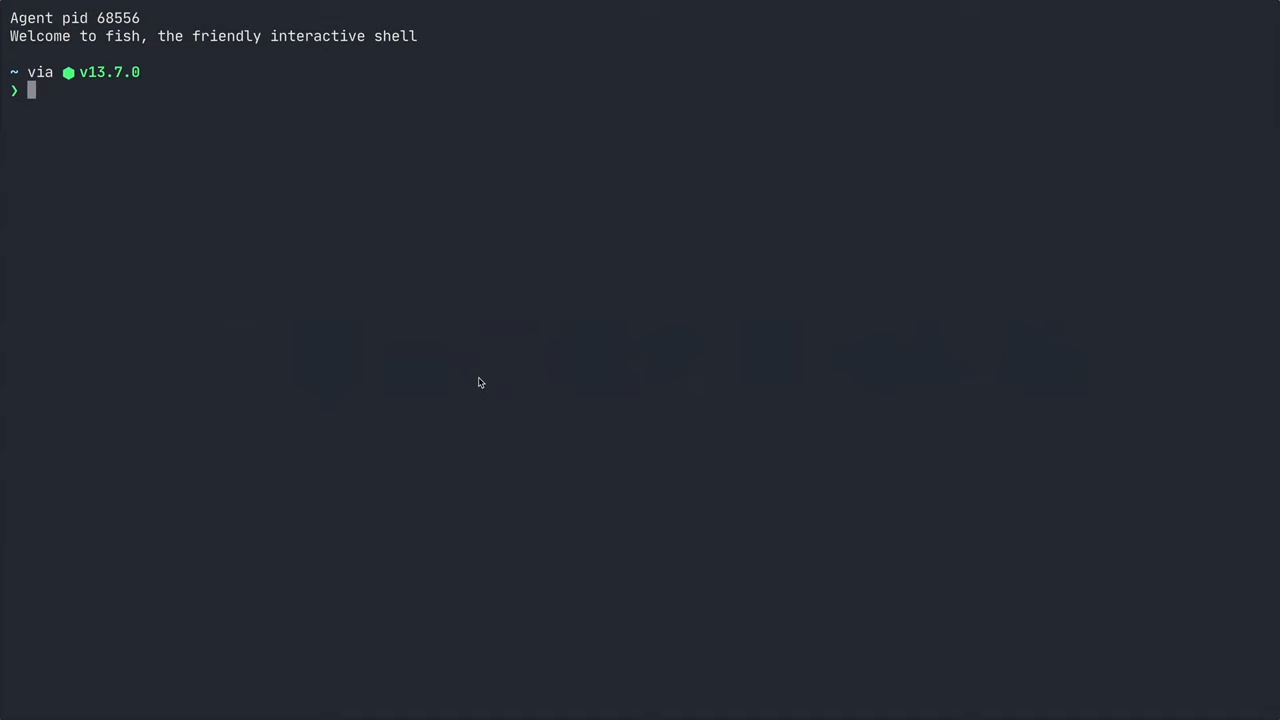 Agent pid 68556
Welcome to fish, the friendly interactive shell
~ via ⬢ v13.7.0
❯